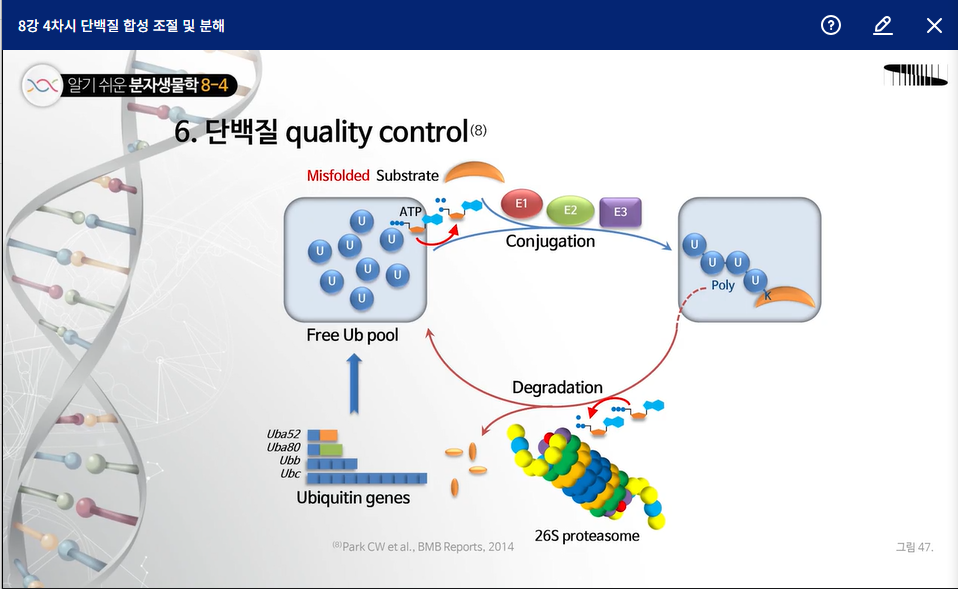 8강 4차시 단백질 합성 조절 및 분해
알기 쉬운 분자생물학 8-4
6. 단백질 quality control(8)
Misfolded Substrate
ATP
E1
E2
E3
U
U
U
U
U
U
U
U
Conjugation
U
U
U
U
Poly
K
Free Ub pool
Degradation
Uba52
Uba80
Ubb
Ubc
Ubiquitin genes
26S proteasome
(8)Park CW et al., BMB Reports, 2014
그림 47.